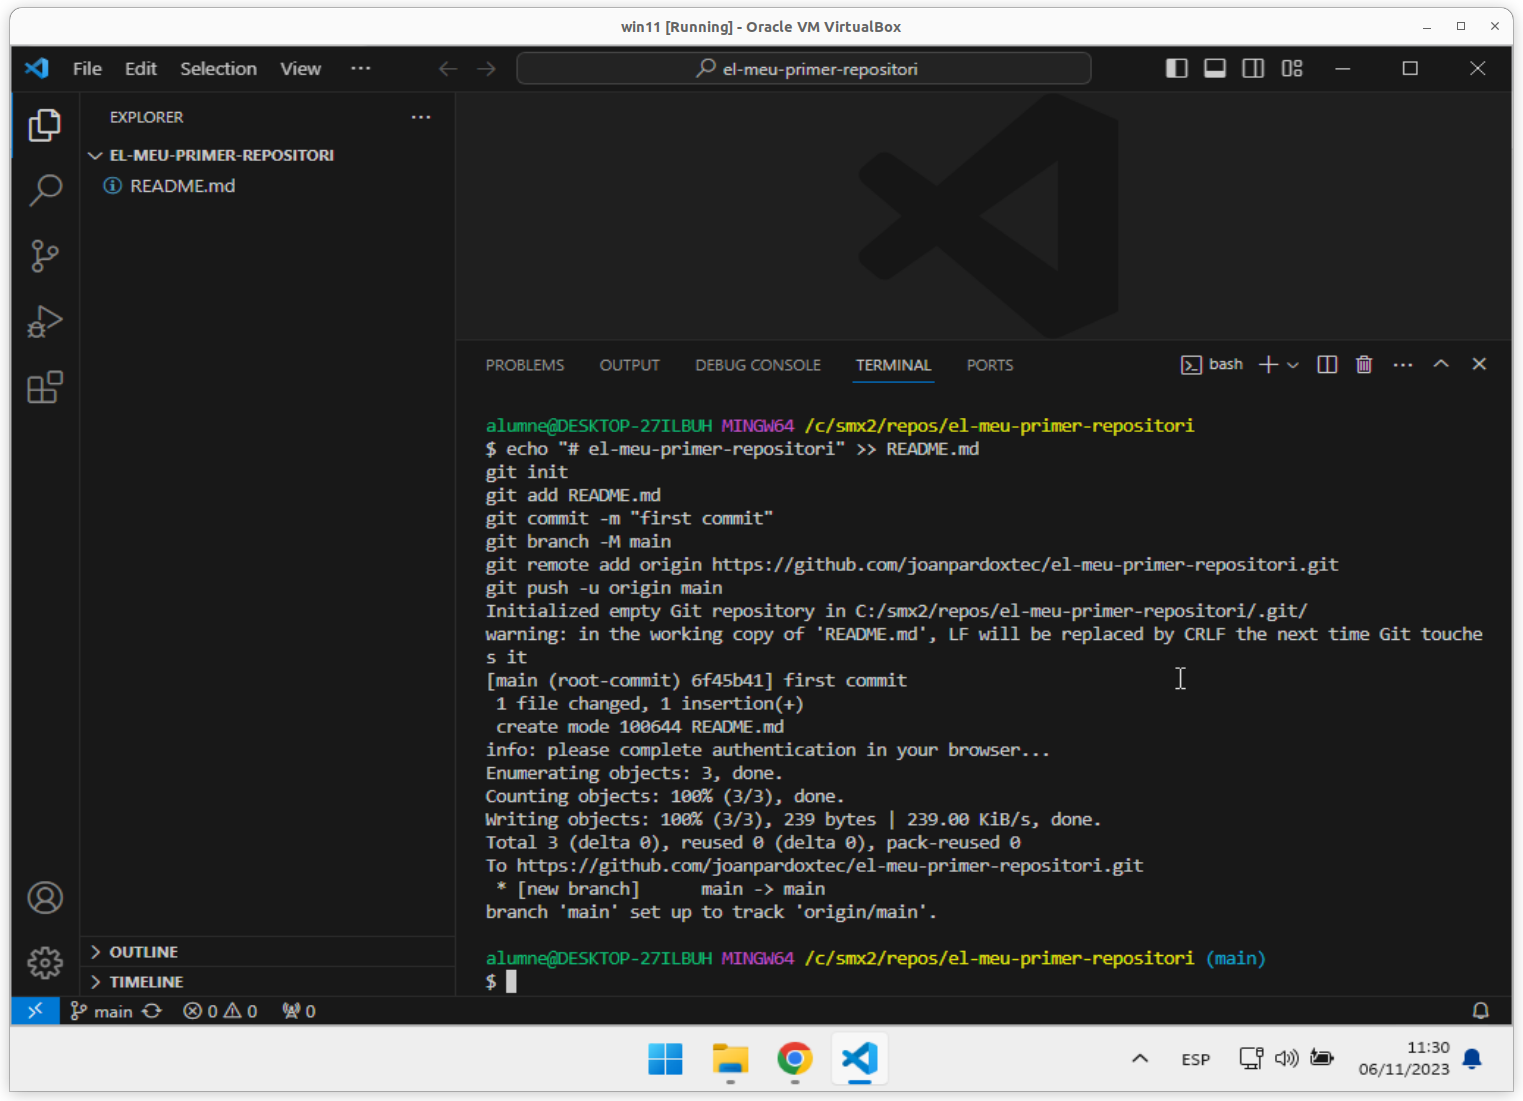 win11 [Running] - Oracle VM VirtualBox
File Edit Selection View ··· el-meu-primer-repositori
EXPLORER ···
EL-MEU-PRIMER-REPOSITORI
README.md
PROBLEMS OUTPUT DEBUG CONSOLE TERMINAL PORTS bash ···
alumne@DESKTOP-27ILBUH MINGW64 /c/smx2/repos/el-meu-primer-repositori
$ echo "# el-meu-primer-repositori" >> README.md
git init
git add README.md
git commit -m "first commit"
git branch -M main
git remote add origin https://github.com/joanpardoxtec/el-meu-primer-repositori.git
git push -u origin main
Initialized empty Git repository in C:/smx2/repos/el-meu-primer-repositori/.git/
warning: in the working copy of 'README.md', LF will be replaced by CRLF the next time Git touche
s it
[main (root-commit) 6f45b41] first commit
 1 file changed, 1 insertion(+)
 create mode 100644 README.md
info: please complete authentication in your browser...
Enumerating objects: 3, done.
Counting objects: 100% (3/3), done.
Writing objects: 100% (3/3), 239 bytes | 239.00 KiB/s, done.
Total 3 (delta 0), reused 0 (delta 0), pack-reused 0
To https://github.com/joanpardoxtec/el-meu-primer-repositori.git
 * [new branch]      main -> main
branch 'main' set up to track 'origin/main'.
alumne@DESKTOP-27ILBUH MINGW64 /c/smx2/repos/el-meu-primer-repositori (main)
$
OUTLINE
TIMELINE
main 0 0 0
ESP 11:30
06/11/2023